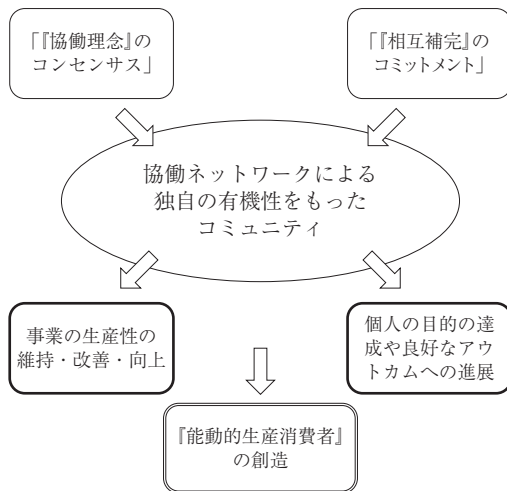 「『協働理念』の
コンセンサス」
「『相互補完』の
コミットメント」
協働ネットワークによる
独自の有機性をもった
コミュニティ
事業の生産性の
維持・改善・向上
個人の目的の達
成や良好なアウ
トカムへの進展
『能動的生産消費者』
の創造